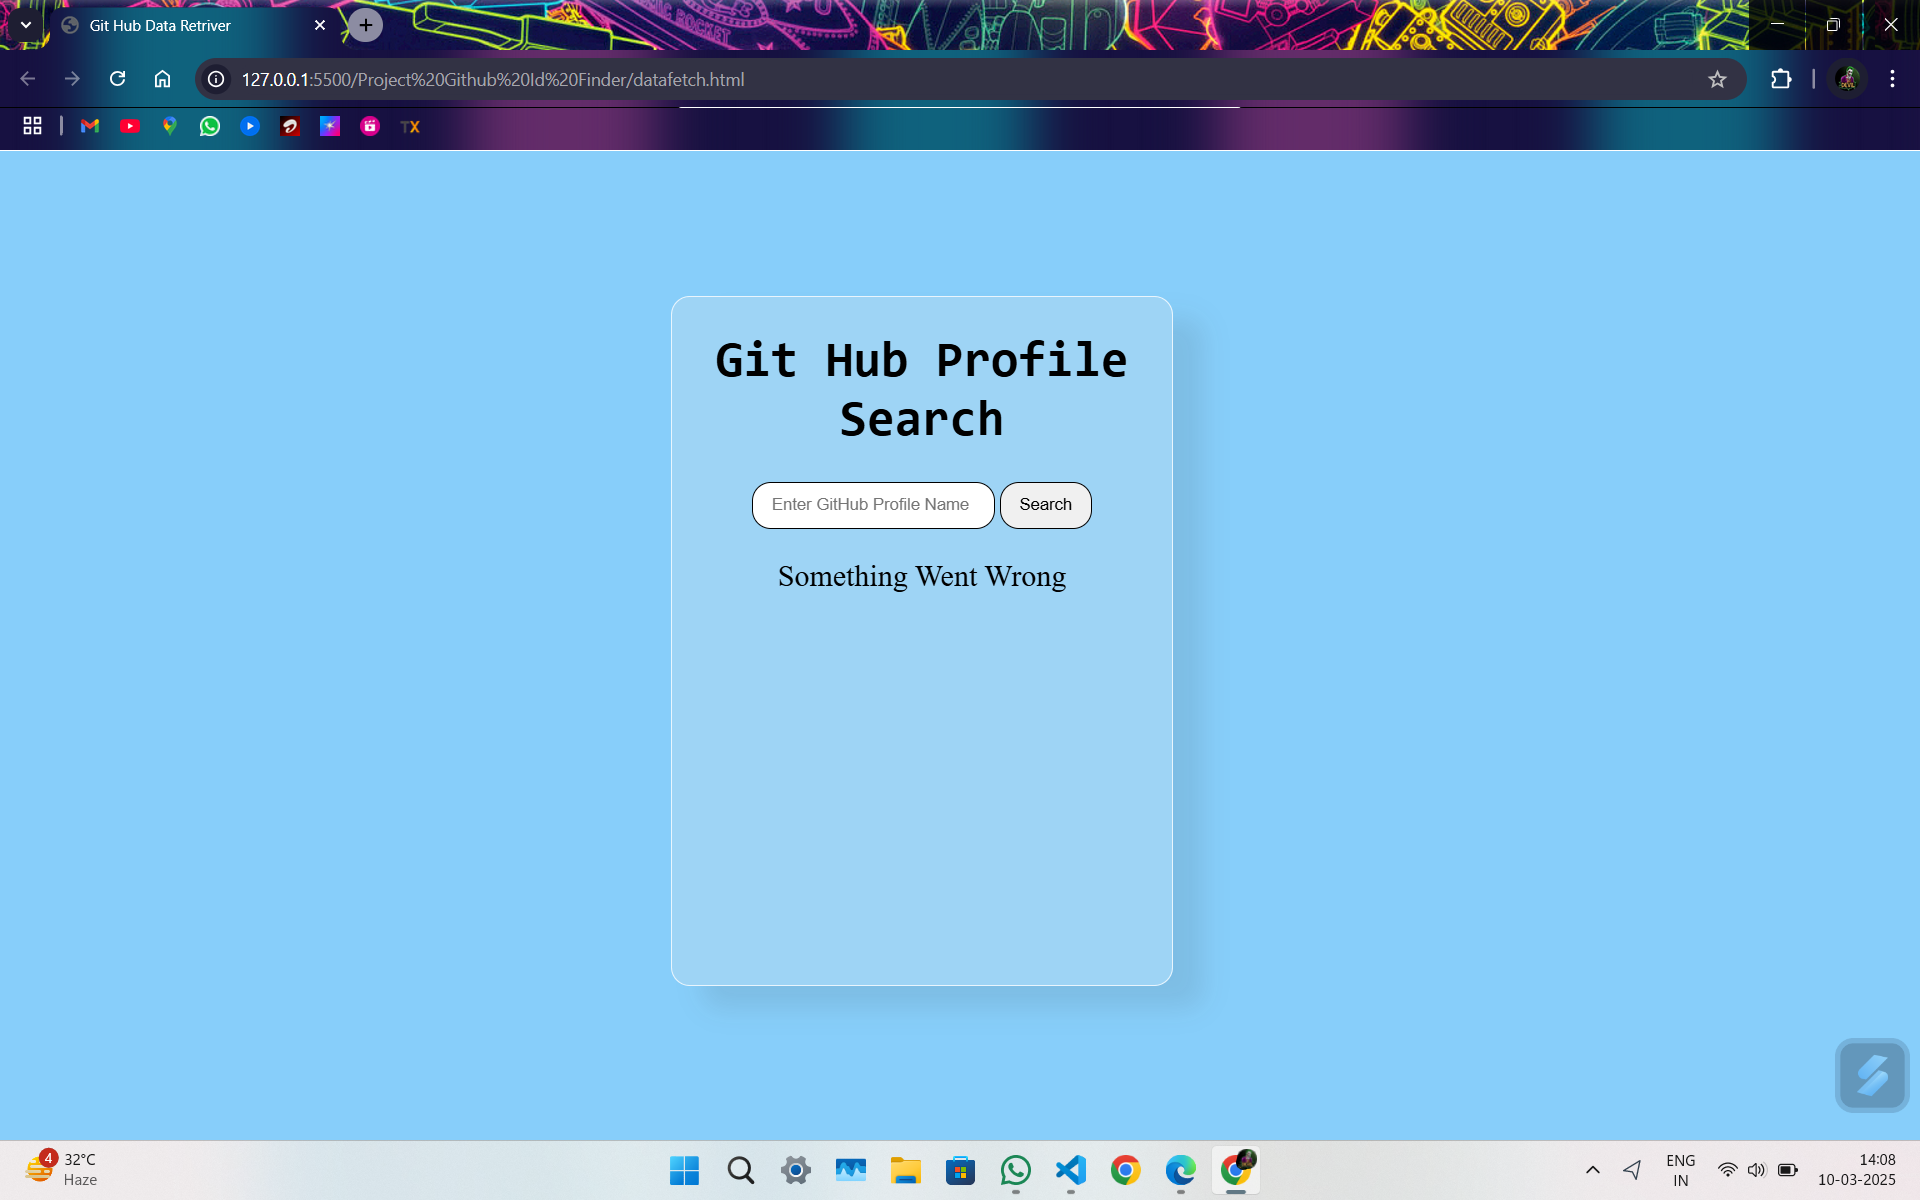 Git Hub Data Retriver
127.0.0.1:5500/Project%20Github%20Id%20Finder/datafetch.html
TX
Git Hub Profile
Search
Enter GitHub Profile Name
Search
Something Went Wrong
4
32°C
Haze
ENG
IN
14:08
10-03-2025